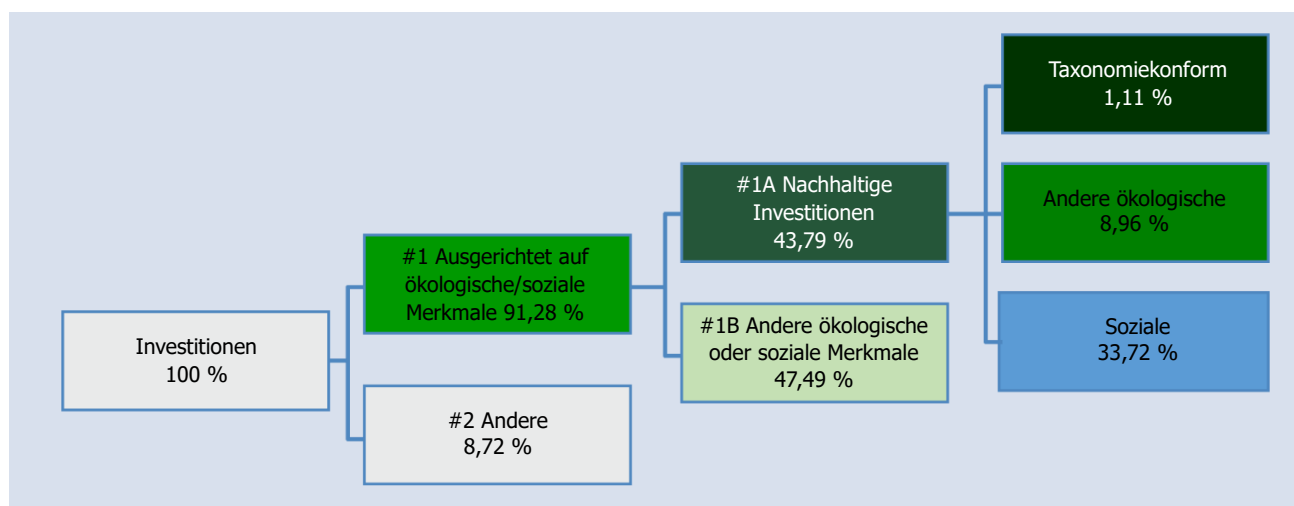 Investitionen
100 %
#1 Ausgerichtet auf
ökologische/soziale
Merkmale 91,28 %
#2 Andere
8,72 %
#1A Nachhaltige
Investitionen
43,79 %
#1B Andere ökologische
oder soziale Merkmale
47,49 %
Taxonomiekonform
1,11 %
Andere ökologische
8,96 %
Soziale
33,72 %